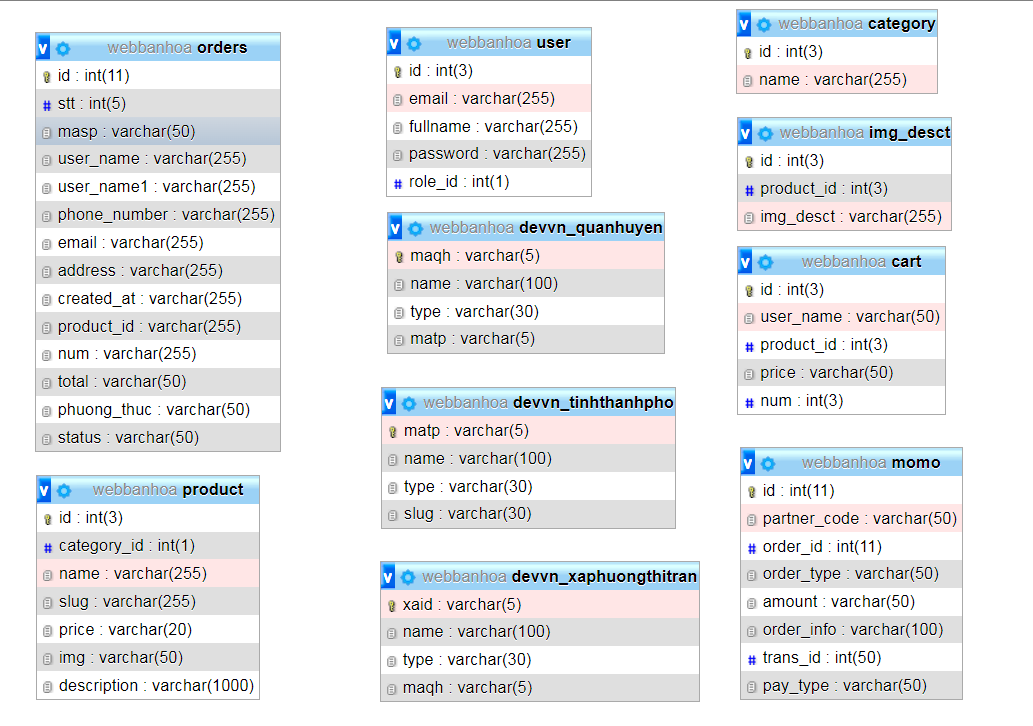 webbanhoa orders
id : int(11)
stt : int(5)
masp : varchar(50)
user_name : varchar(255)
user_name1 : varchar(255)
phone_number : varchar(255)
email : varchar(255)
address : varchar(255)
created_at : varchar(255)
product_id : varchar(255)
num : varchar(255)
total : varchar(50)
phuong_thuc : varchar(50)
status : varchar(50)
webbanhoa product
id : int(3)
category_id : int(1)
name : varchar(255)
slug : varchar(255)
price : varchar(20)
img : varchar(50)
description : varchar(1000)
webbanhoa user
id : int(3)
email : varchar(255)
fullname : varchar(255)
password : varchar(255)
role_id : int(1)
webbanhoa devvn_quanhuyen
maqh : varchar(5)
name : varchar(100)
type : varchar(30)
matp : varchar(5)
webbanhoa devvn_tinhthanhpho
matp : varchar(5)
name : varchar(100)
type : varchar(30)
slug : varchar(30)
webbanhoa devvn_xaphuongthitran
xaid : varchar(5)
name : varchar(100)
type : varchar(30)
maqh : varchar(5)
webbanhoa category
id : int(3)
name : varchar(255)
webbanhoa img_desct
id : int(3)
product_id : int(3)
img_desct : varchar(255)
webbanhoa cart
id : int(3)
user_name : varchar(50)
product_id : int(3)
price : varchar(50)
num : int(3)
webbanhoa momo
id : int(11)
partner_code : varchar(50)
order_id : int(11)
order_type : varchar(50)
amount : varchar(50)
order_info : varchar(100)
trans_id : int(50)
pay_type : varchar(50)